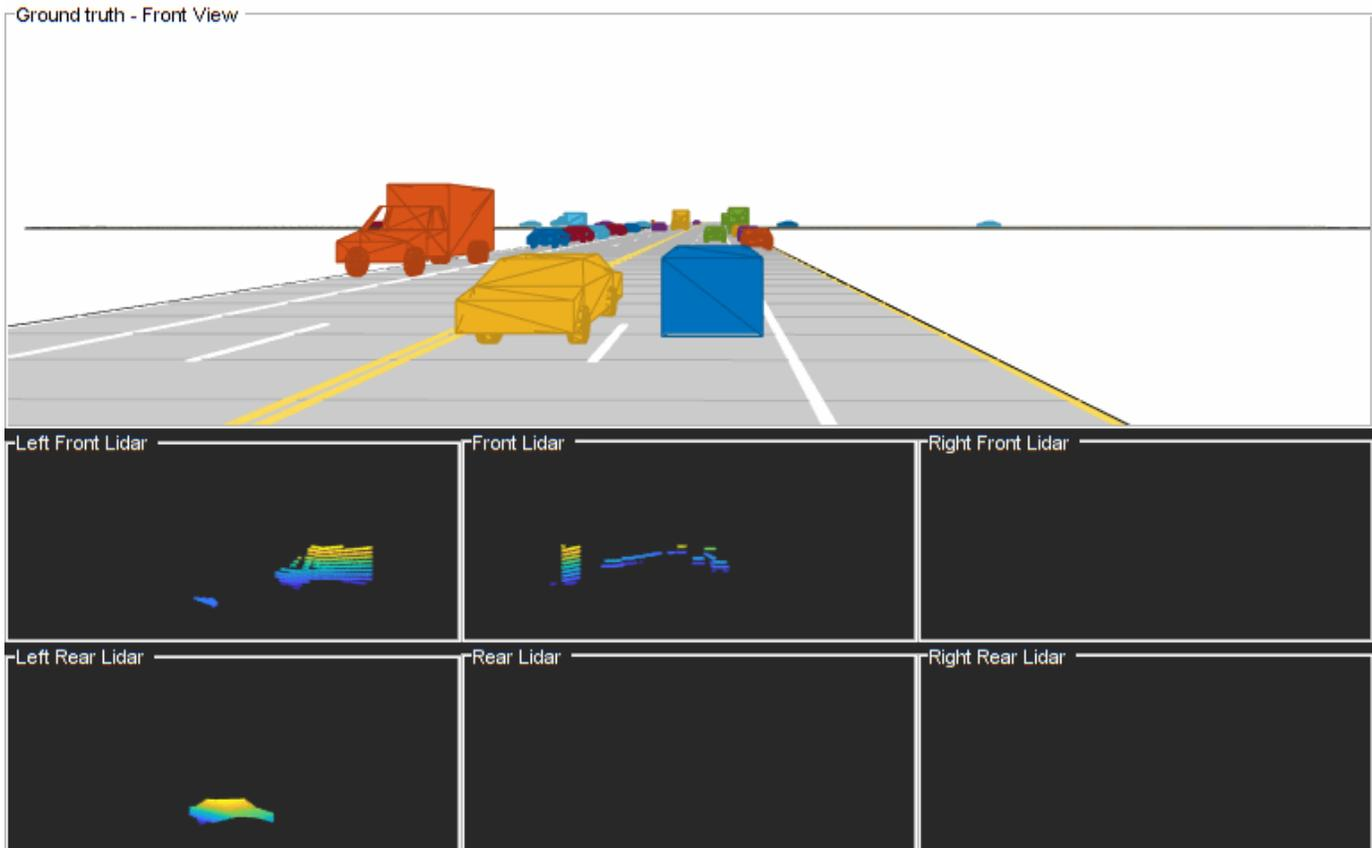 Ground truth - Front View
Left Front Lidar
Front Lidar
Right Front Lidar
Left Rear Lidar
Rear Lidar
Right Rear Lidar